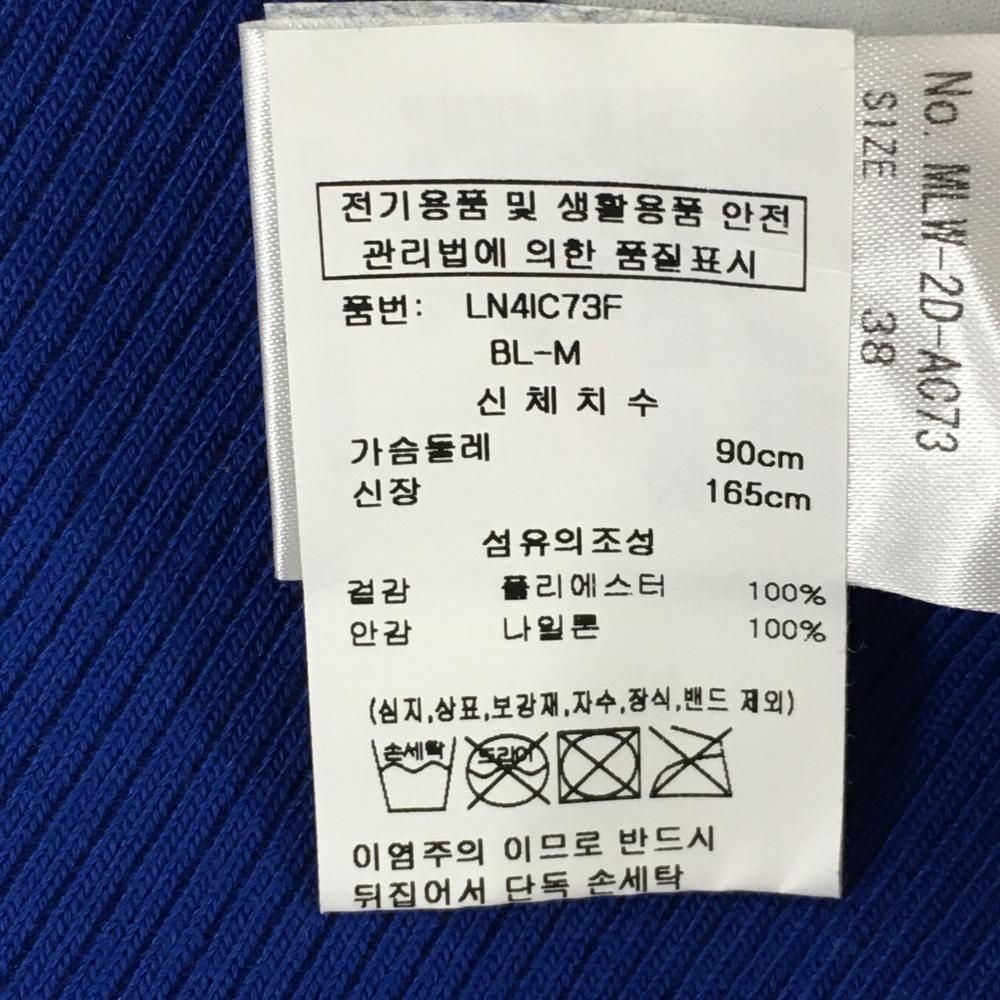 전기용품 및 생활용품 안전
관리법에 의한 품질표시
품번: LN4IC73F
BL-M
신체치수
가슴둘레 90cm
신장 165cm
섬유의조성
겉감 폴리에스터 100%
안감 나일론 100%
(심지,상표,보강재,자수,장식,밴드 제외)
손세탁 드라이
이염주의 이므로 반드시
뒤집어서 단독 손세탁
No. MLW-2D-AC73
SIZE 38